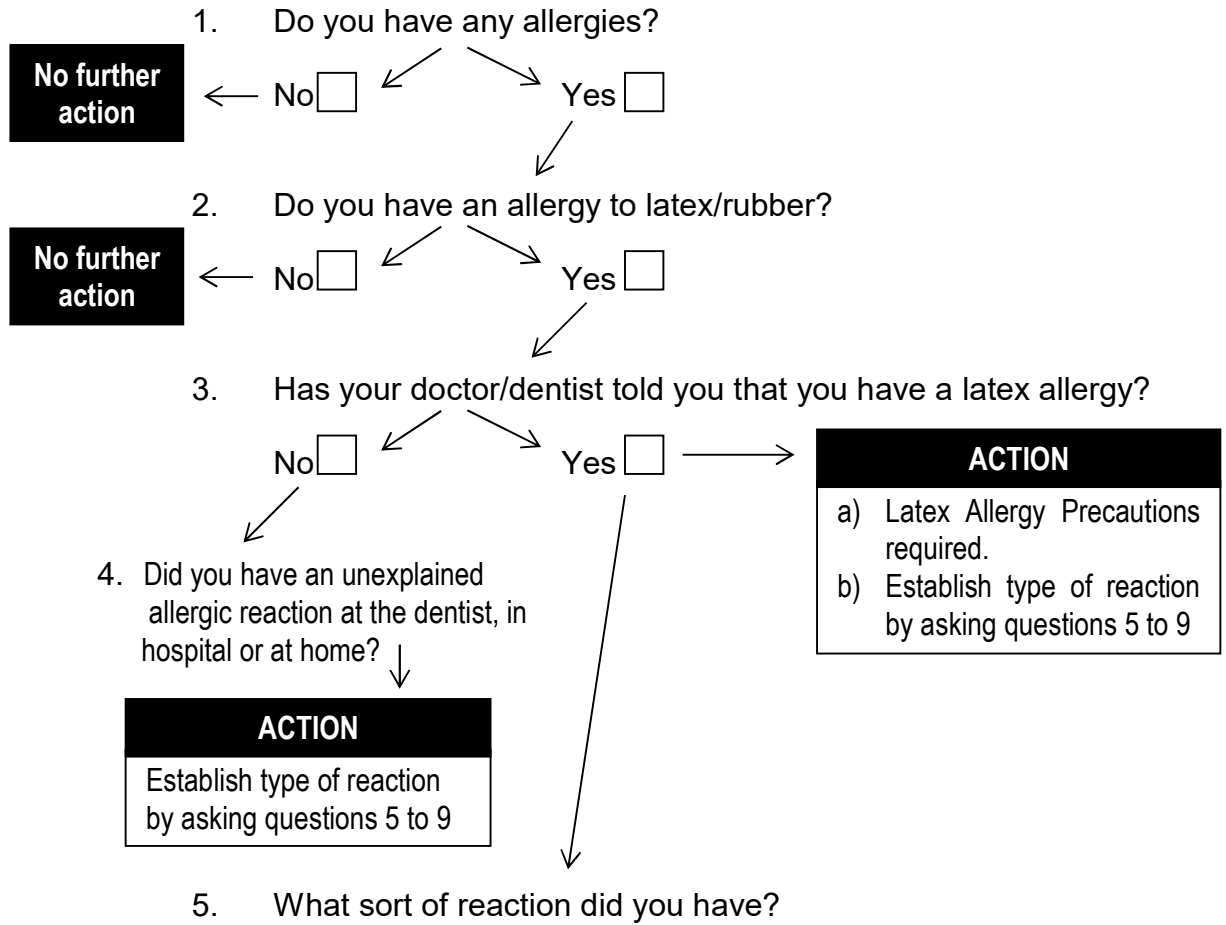 1. Do you have any allergies?
No further
action
No
Yes
2. Do you have an allergy to latex/rubber?
No further
action
No
Yes
3. Has your doctor/dentist told you that you have a latex allergy?
No
Yes
ACTION
a) Latex Allergy Precautions
required.
b) Establish type of reaction
by asking questions 5 to 9
4. Did you have an unexplained
allergic reaction at the dentist, in
hospital or at home?
ACTION
Establish type of reaction
by asking questions 5 to 9
5. What sort of reaction did you have?